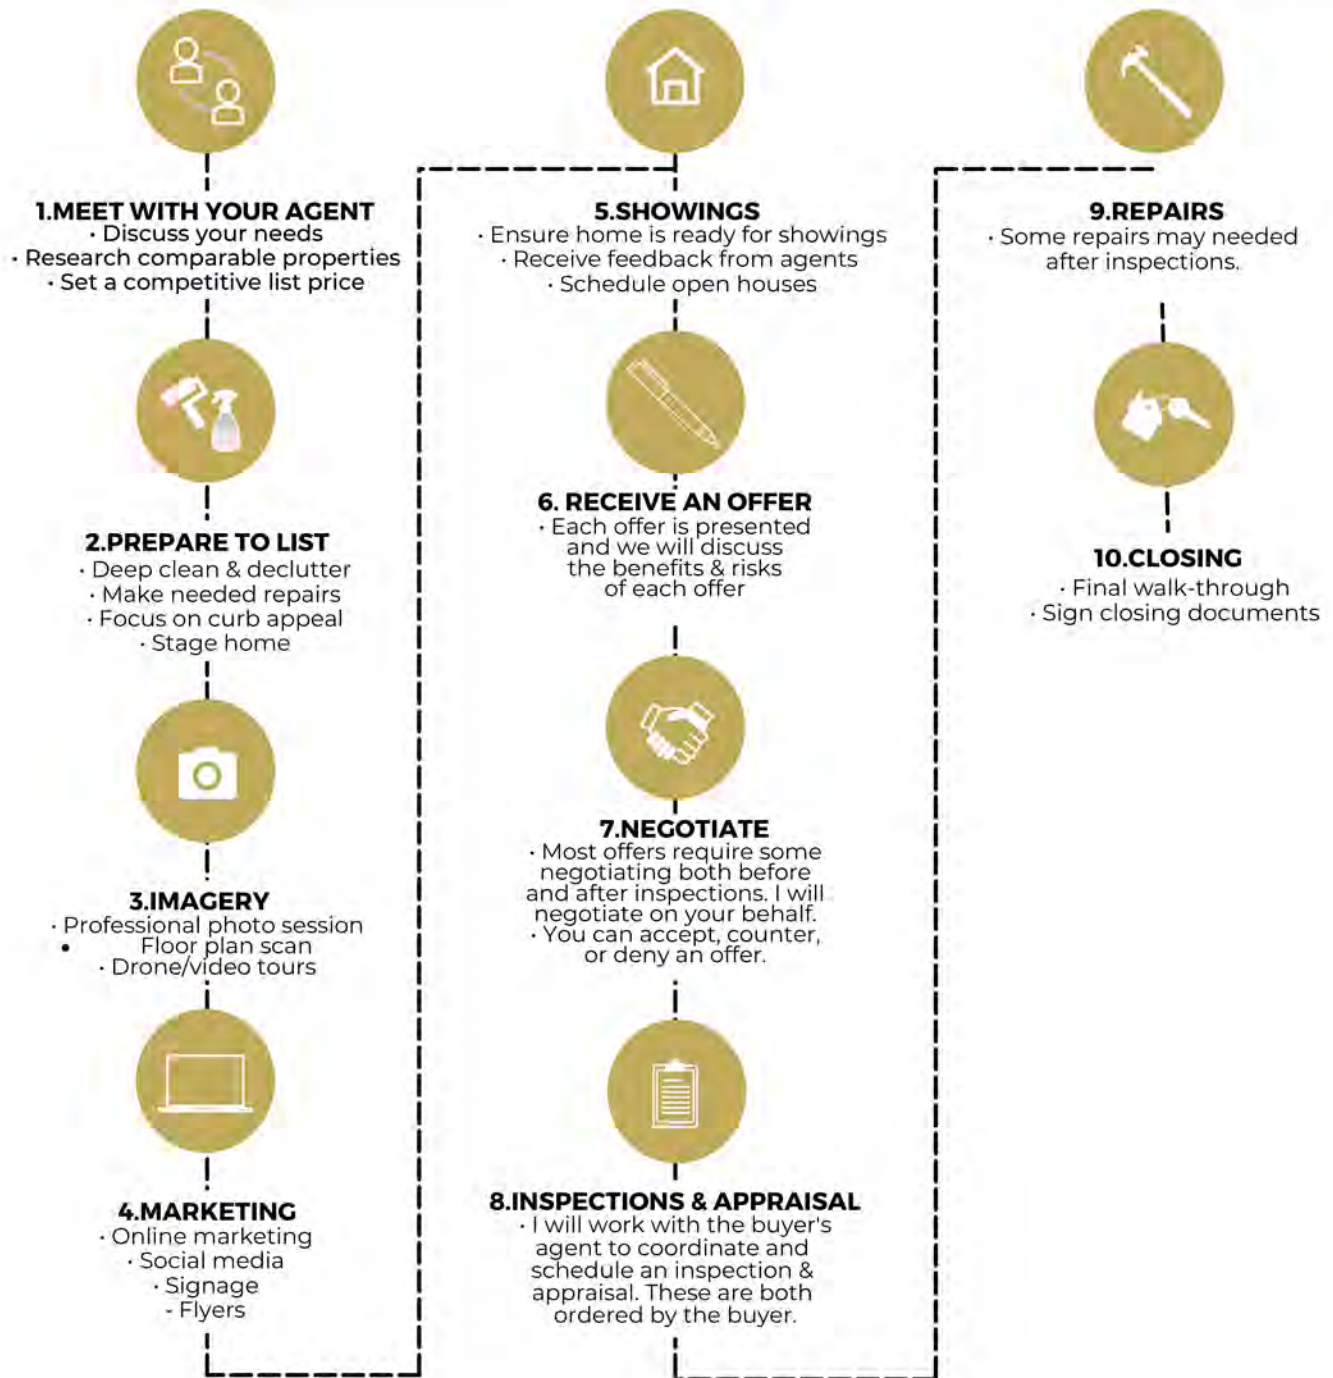 1.MEET WITH YOUR AGENT
· Discuss your needs
· Research comparable properties
· Set a competitive list price
2.PREPARE TO LIST
· Deep clean & declutter
· Make needed repairs
· Focus on curb appeal
· Stage home
3.IMAGERY
· Professional photo session
• Floor plan scan
· Drone/video tours
4.MARKETING
· Online marketing
· Social media
· Signage
- Flyers
5.SHOWINGS
· Ensure home is ready for showings
· Receive feedback from agents
· Schedule open houses
6. RECEIVE AN OFFER
· Each offer is presented
and we will discuss
the benefits & risks
of each offer
7.NEGOTIATE
· Most offers require some
negotiating both before
and after inspections. I will
negotiate on your behalf.
· You can accept, counter,
or deny an offer.
8.INSPECTIONS & APPRAISAL
· I will work with the buyer's
agent to coordinate and
schedule an inspection &
appraisal. These are both
ordered by the buyer.
9.REPAIRS
· Some repairs may needed
after inspections.
10.CLOSING
· Final walk-through
· Sign closing documents